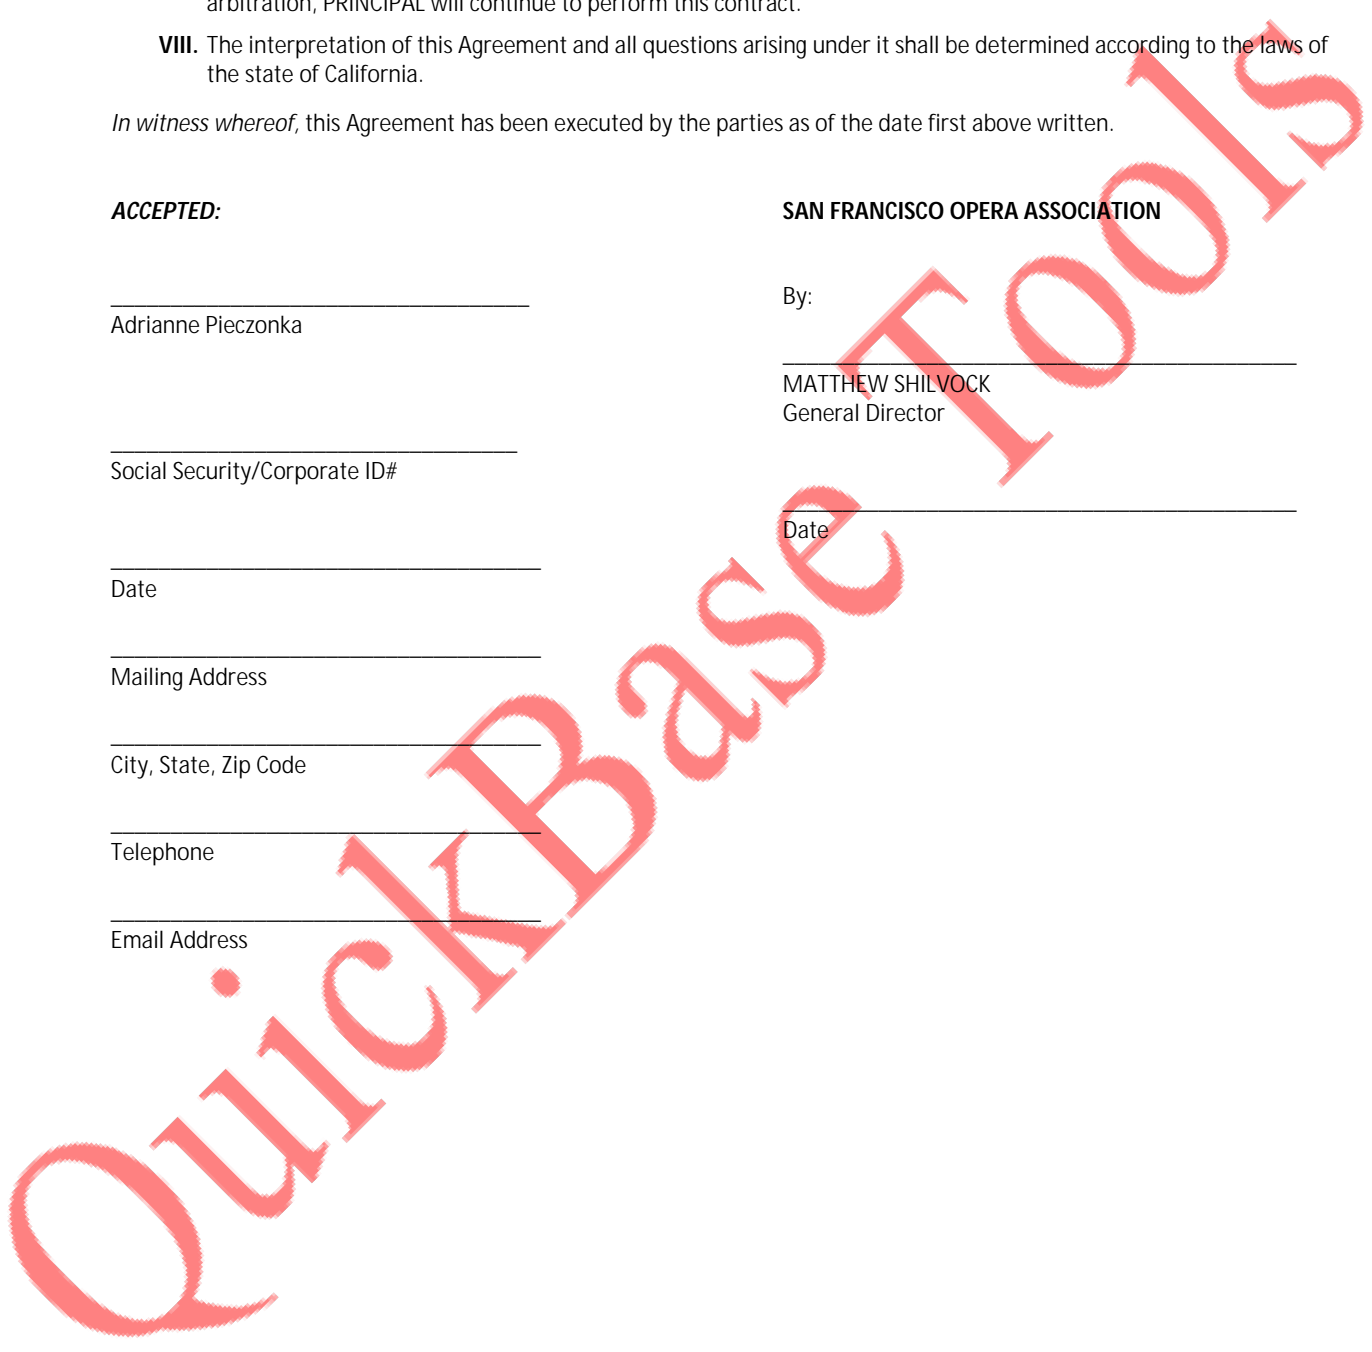 arbitration, PRINCIPAL will continue to perform this contract.
VIII. The interpretation of this Agreement and all questions arising under it shall be determined according to the laws of
the state of California.
In witness whereof, this Agreement has been executed by the parties as of the date first above written.
ACCEPTED:
Adrianne Pieczonka
Social Security/Corporate ID#
Date
Mailing Address
City, State, Zip Code
Telephone
Email Address
SAN FRANCISCO OPERA ASSOCIATION
By:
MATTHEW SHILVOCK
General Director
Date
QuickBase Tools